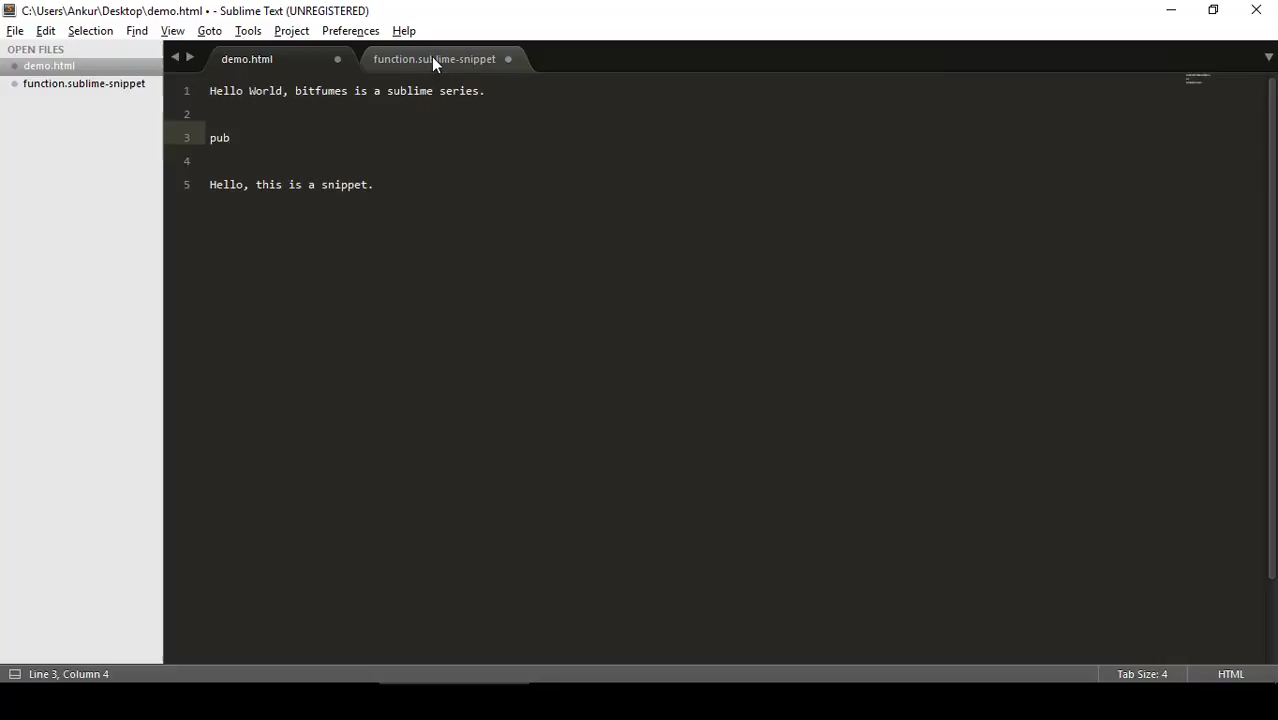 C:\Users\Ankur\Desktop\demo.html • - Sublime Text (UNREGISTERED)
File Edit Selection Find View Goto Tools Project Preferences Help
OPEN FILES
demo.html
function.sublime-snippet
demo.html function.sublime-snippet
1 Hello World, bitfumes is a sublime series.
2
3 pub
4
5 Hello, this is a snippet.
Line 3, Column 4 Tab Size: 4 HTML